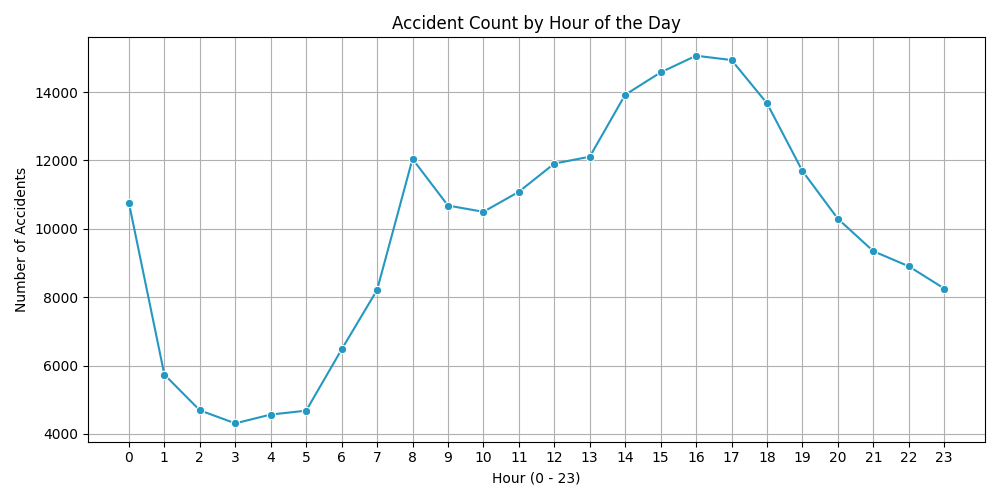 Accident Count by Hour of the Day
Number of Accidents
14000
12000
10000
8000
6000
4000
0 1 2 3 4 5 6 7 8 9 10 11 12 13 14 15 16 17 18 19 20 21 22 23
Hour (0 - 23)